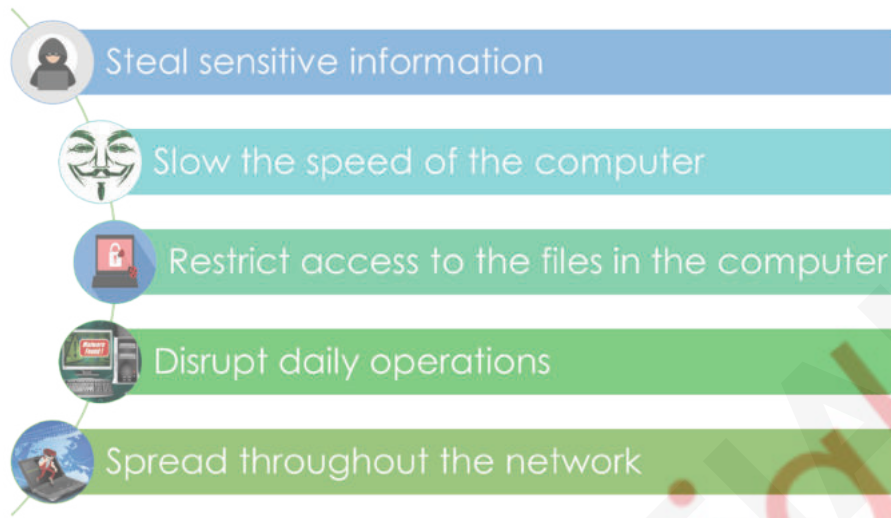 Steal sensitive information
Slow the speed of the computer
Restrict access to the files in the computer
Disrupt daily operations
Spread throughout the network